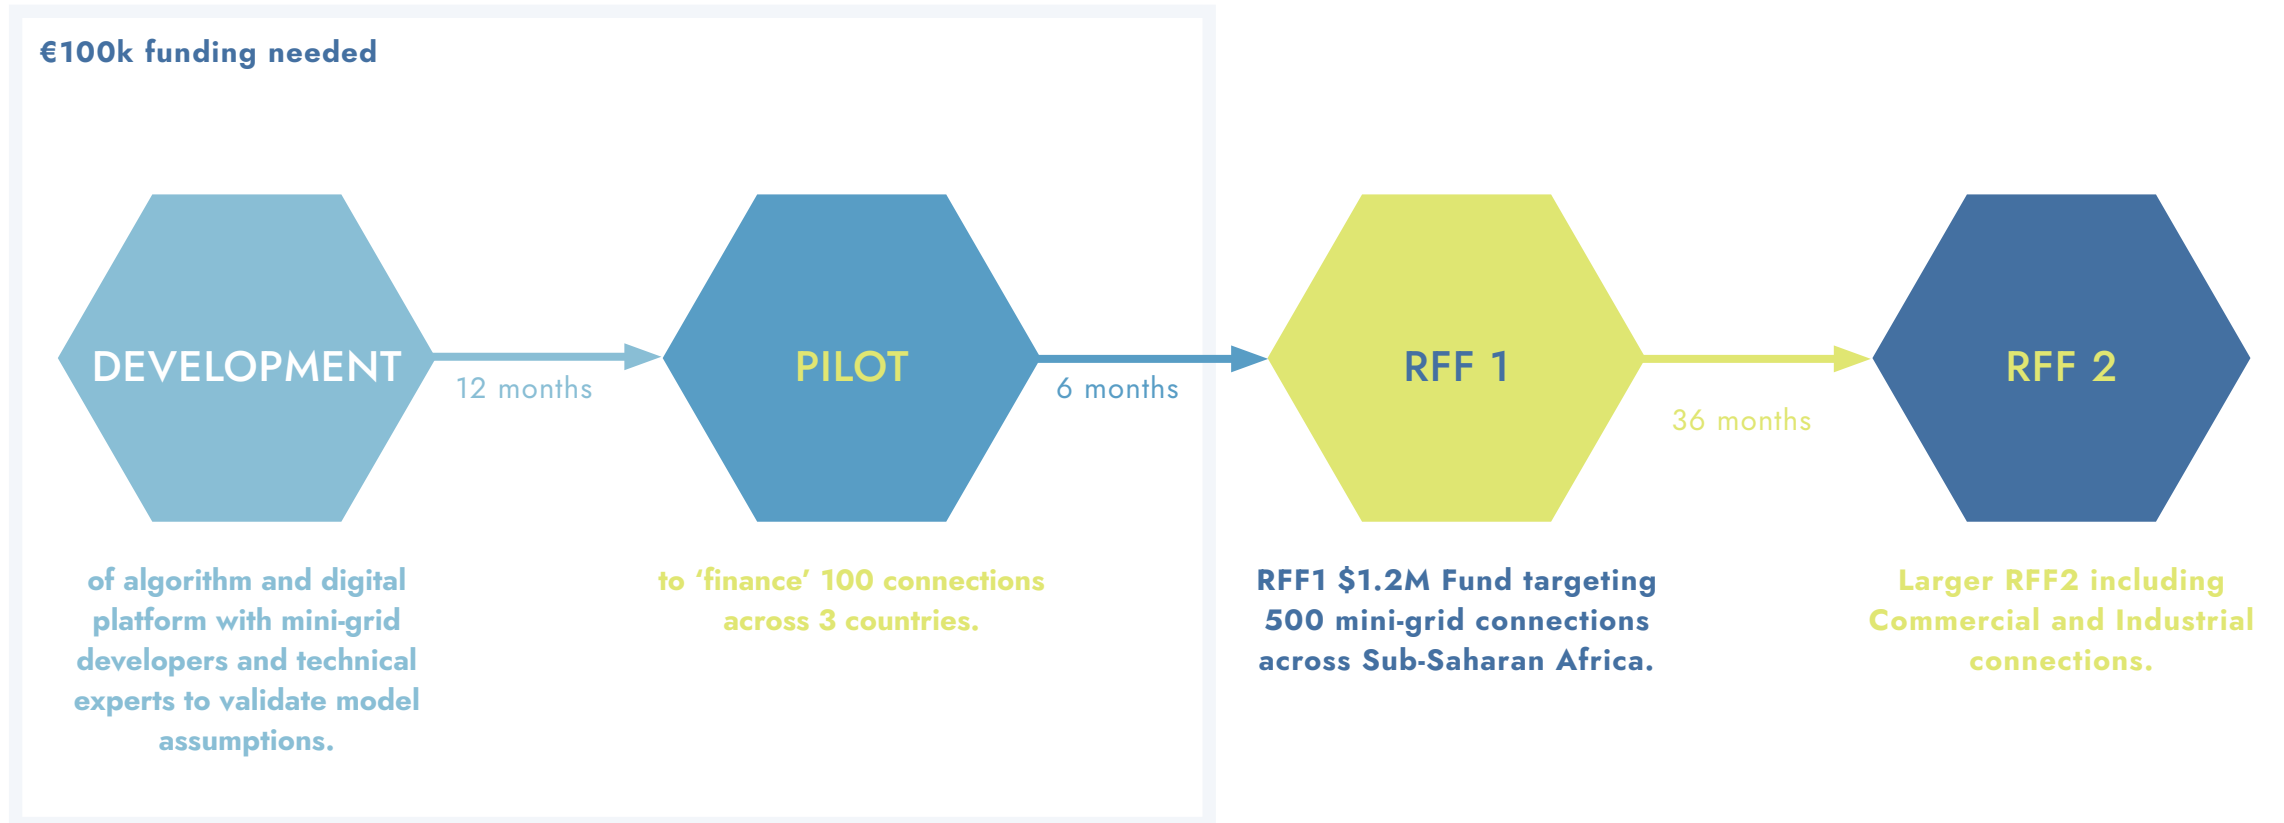 €100k funding needed
DEVELOPMENT
12 months
PILOT
6 months
RFF 1
36 months
RFF 2
of algorithm and digital
platform with mini-grid
developers and technical
experts to validate model
assumptions.
to ‘finance’ 100 connections
across 3 countries.
RFF1 $1.2M Fund targeting
500 mini-grid connections
across Sub-Saharan Africa.
Larger RFF2 including
Commercial and Industrial
connections.